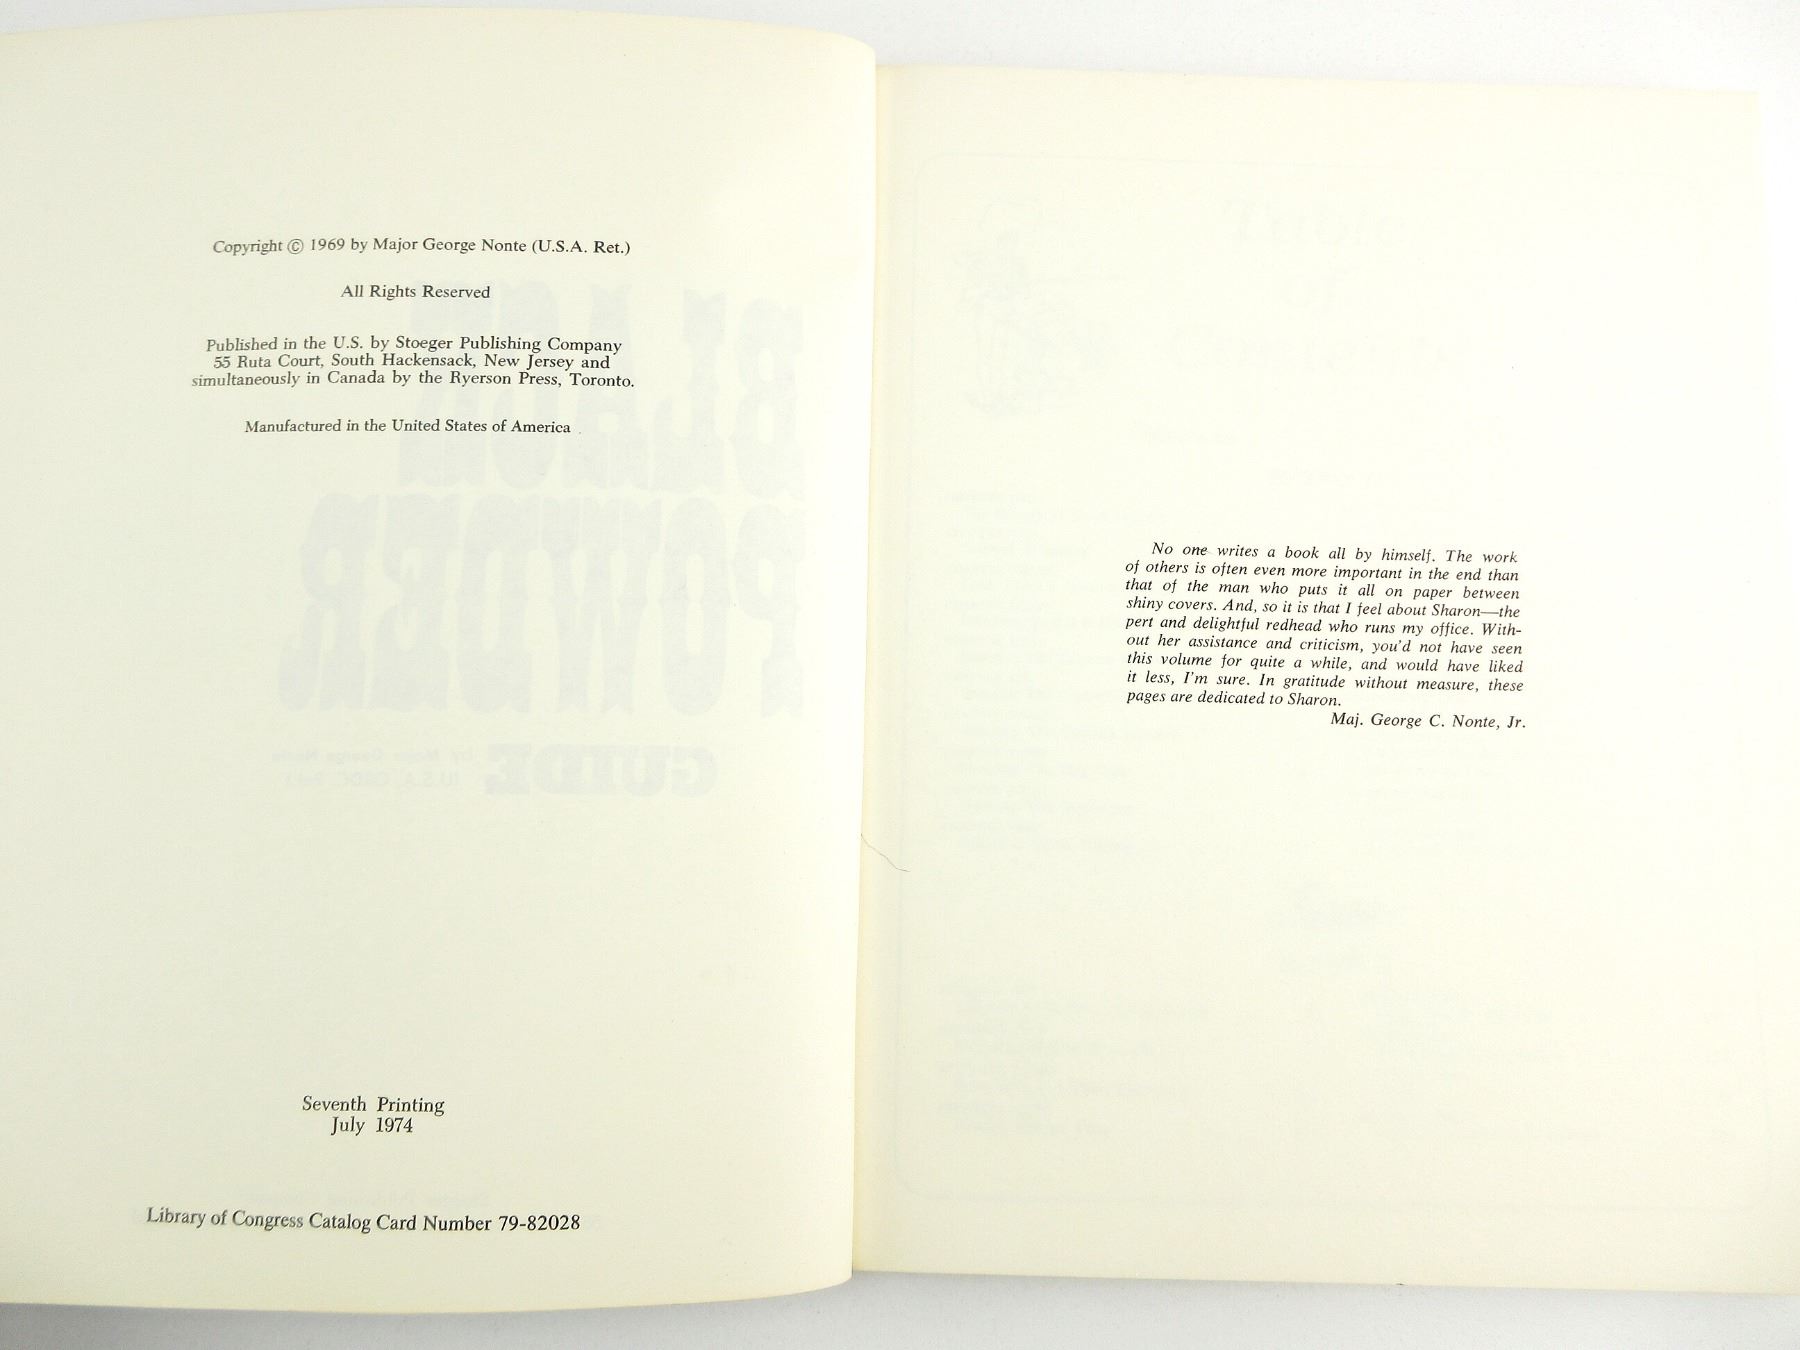 Copyright © 1969 by Major George Nonte (U.S.A. Ret.)
All Rights Reserved
Published in the U.S. by Stoeger Publishing Company
55 Ruta Court, South Hackensack, New Jersey and
simultaneously in Canada by the Ryerson Press, Toronto.
Manufactured in the United States of America
BLACK
POWDER
GUIDE
by Major George Nonte
Seventh Printing
July 1974
Library of Congress Catalog Card Number 79-82028
No one writes a book all by himself. The work
of others is often even more important in the end than
that of the man who puts it all on paper between
shiny covers. And, so it is that I feel about Sharon—the
pert and delightful redhead who runs my office. With-
out her assistance and criticism, you'd not have seen
this volume for quite a while, and would have liked
it less, I'm sure. In gratitude without measure, these
pages are dedicated to Sharon.
Maj. George C. Nonte, Jr.